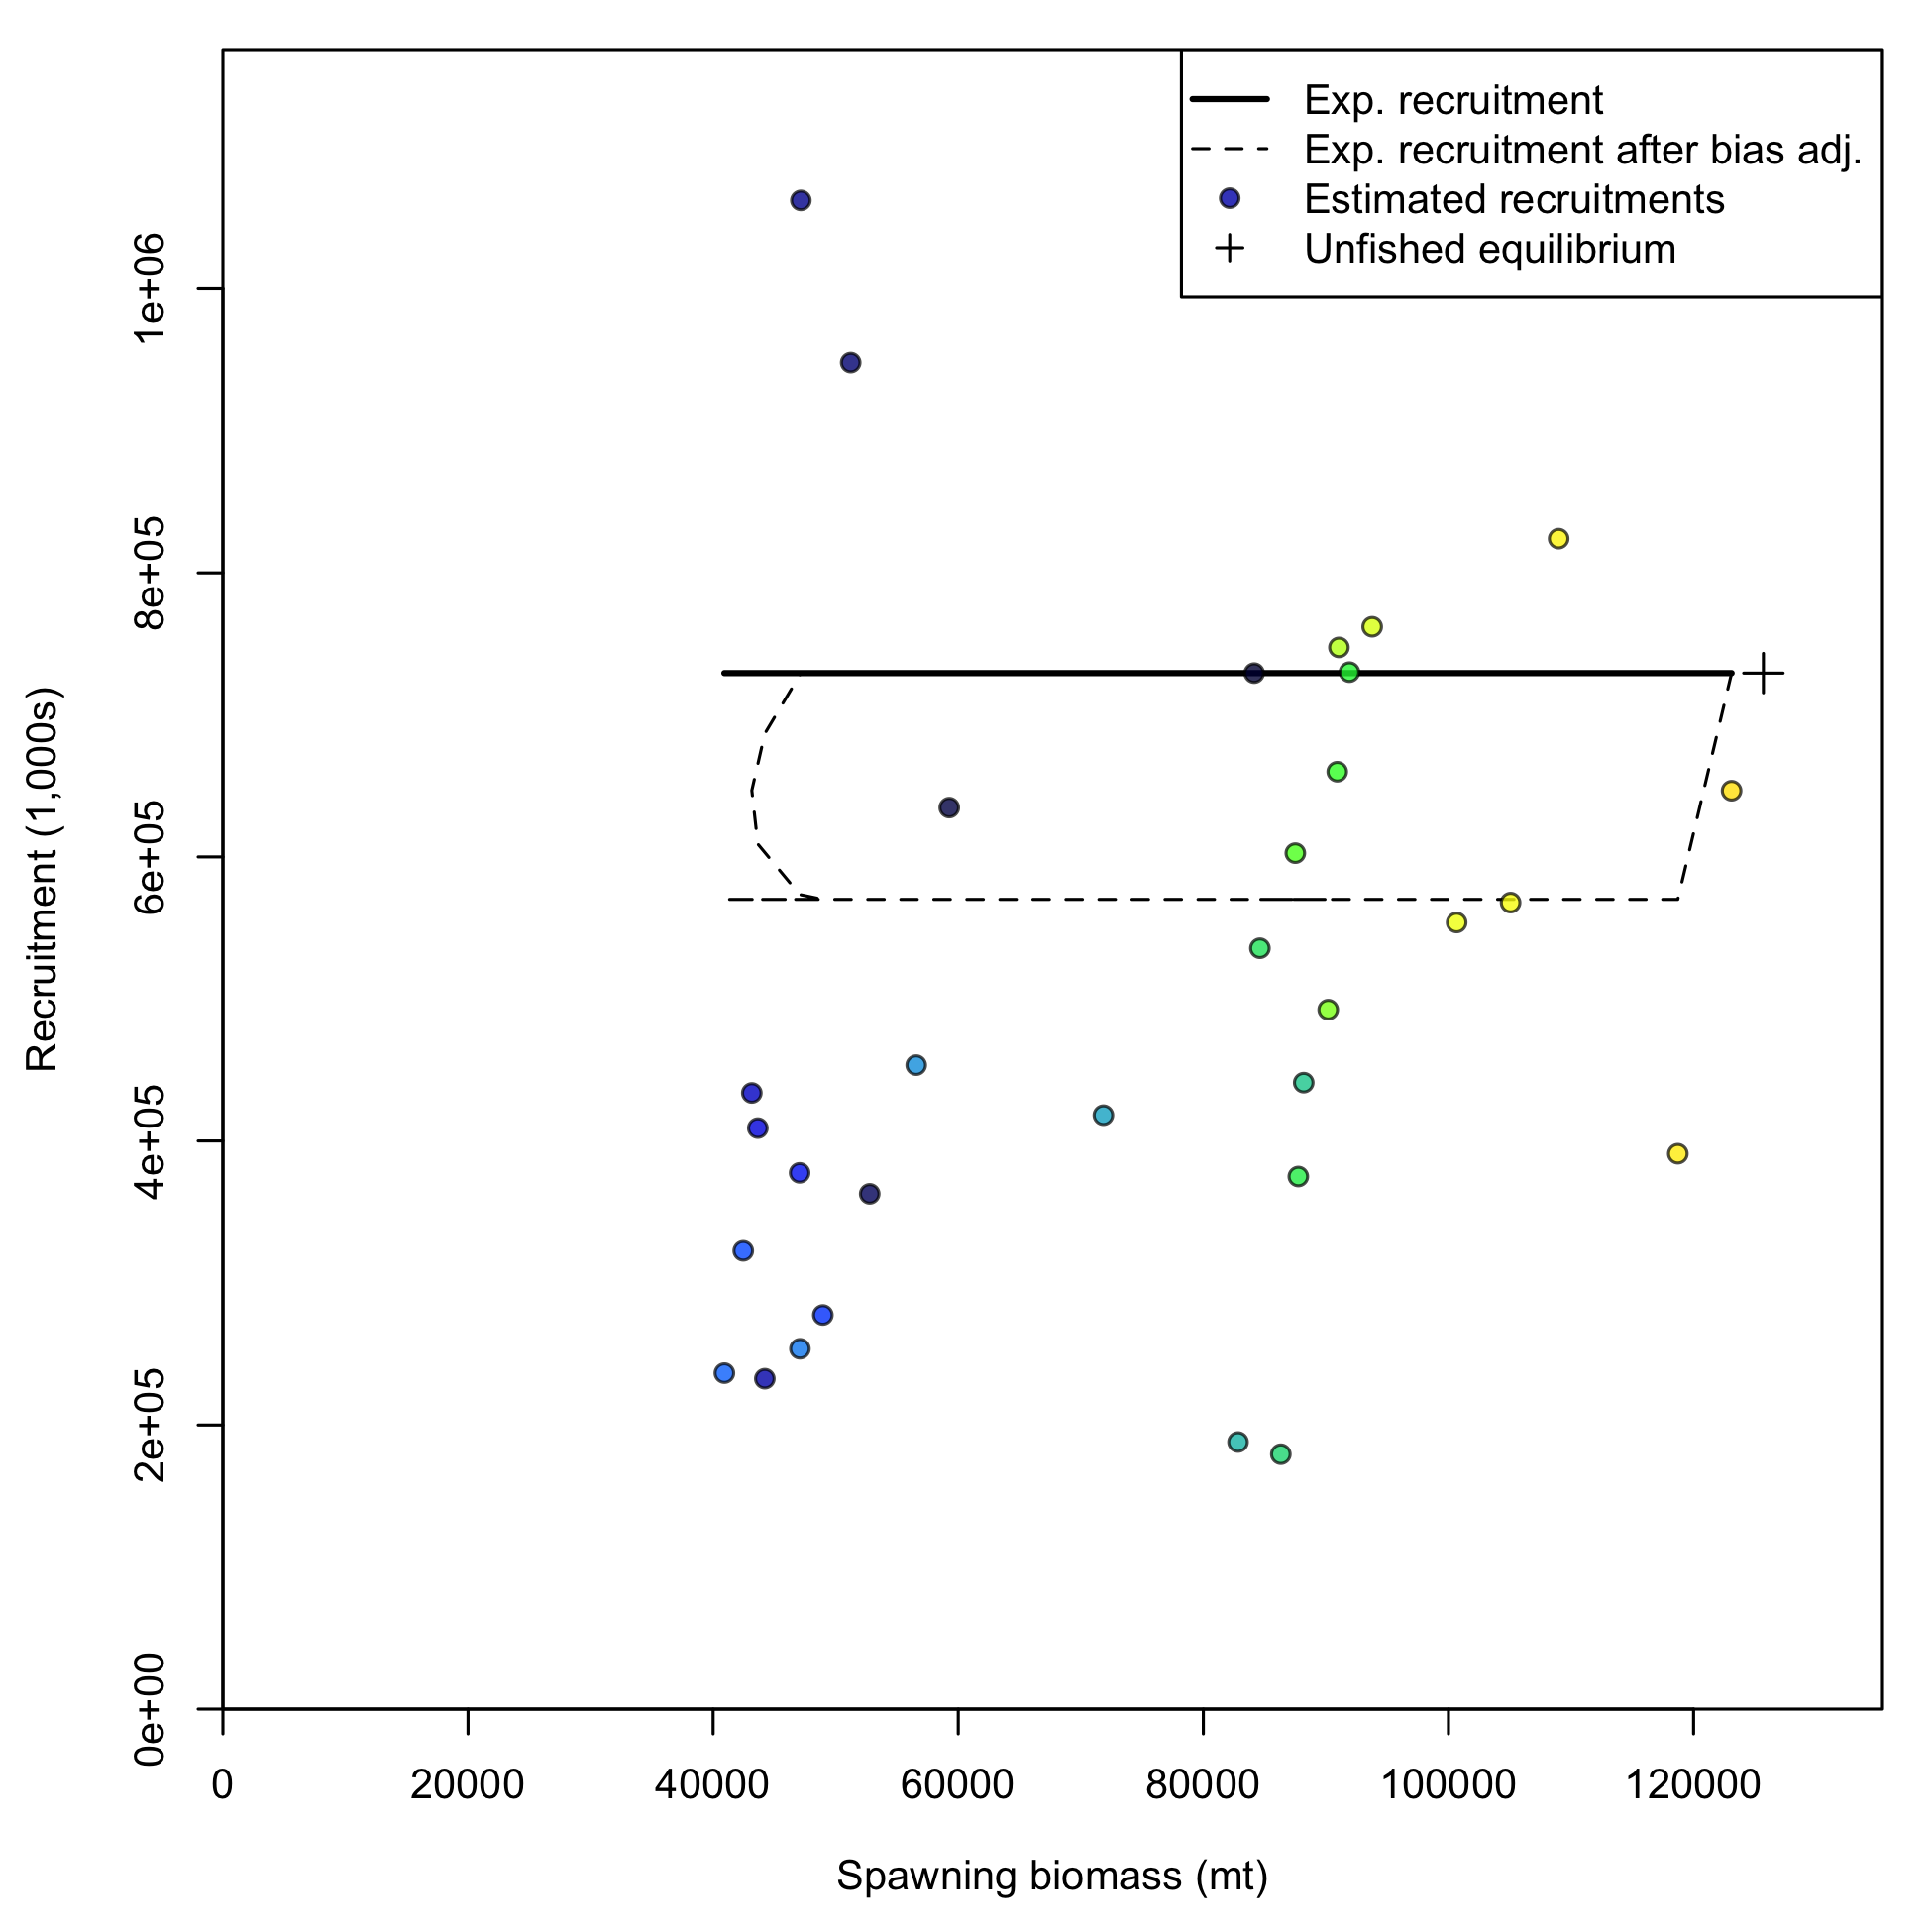 Exp. recruitment
Exp. recruitment after bias adj.
Estimated recruitments
Unfished equilibrium
Recruitment (1,000s)
1e+06
8e+05
6e+05
4e+05
2e+05
0e+00
0 20000 40000 60000 80000 100000 120000
Spawning biomass (mt)